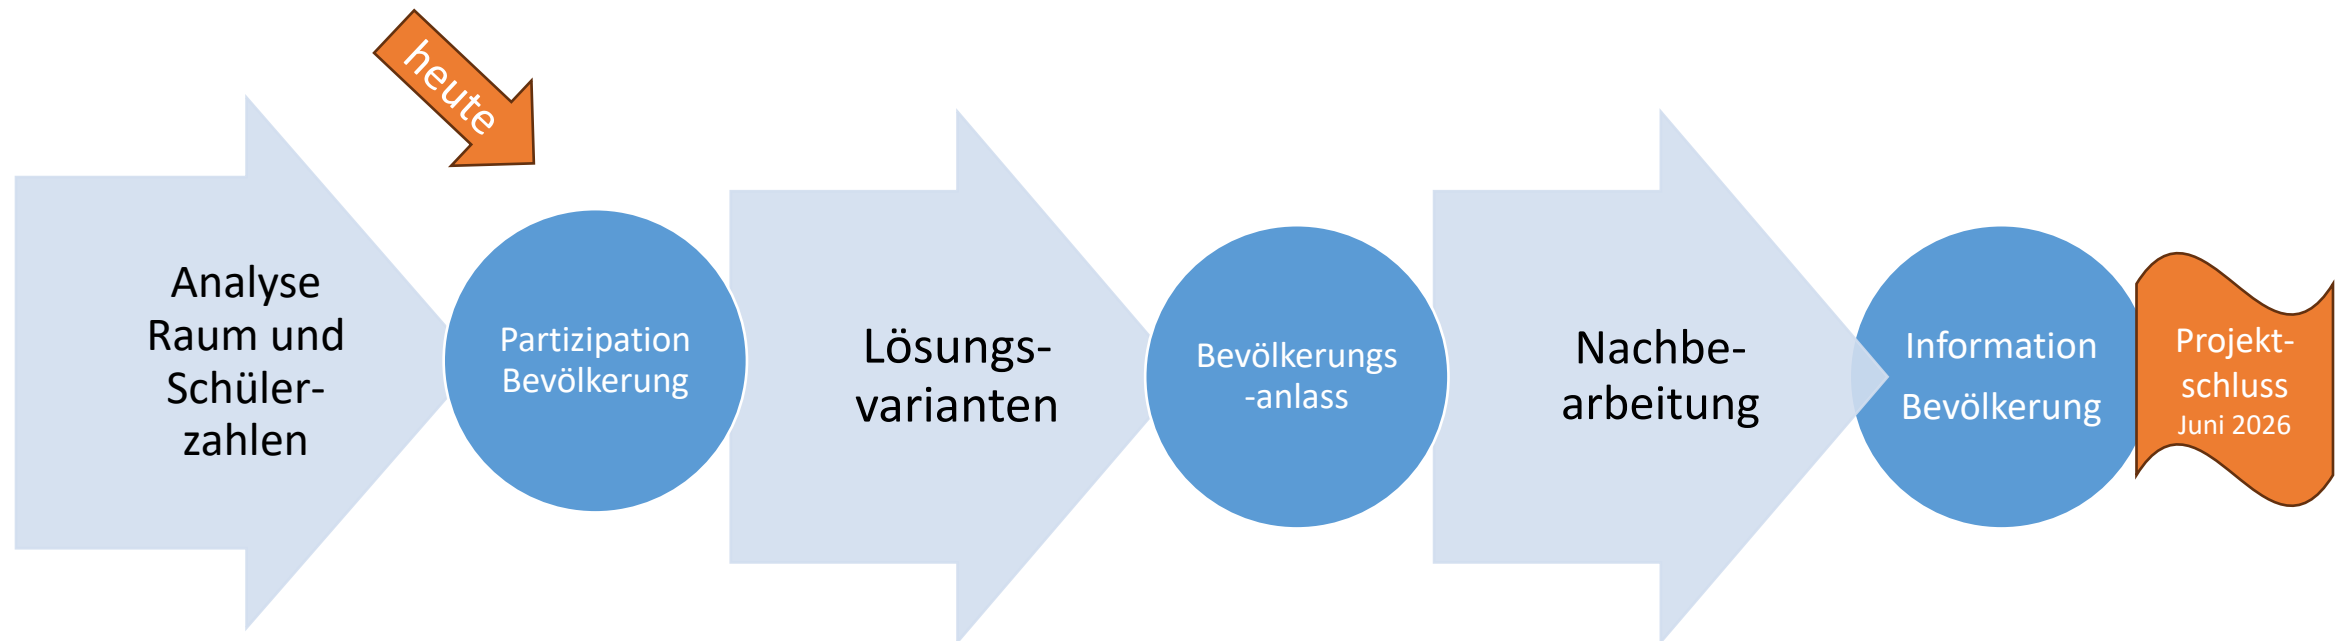 heute
Analyse
Raum und
Schüler-
zahlen
Partizipation
Bevölkerung
Lösungs-
varianten
Bevölkerungs
-anlass
Nachbe-
arbeitung
Information
Bevölkerung
Projekt-
schluss
Juni 2026